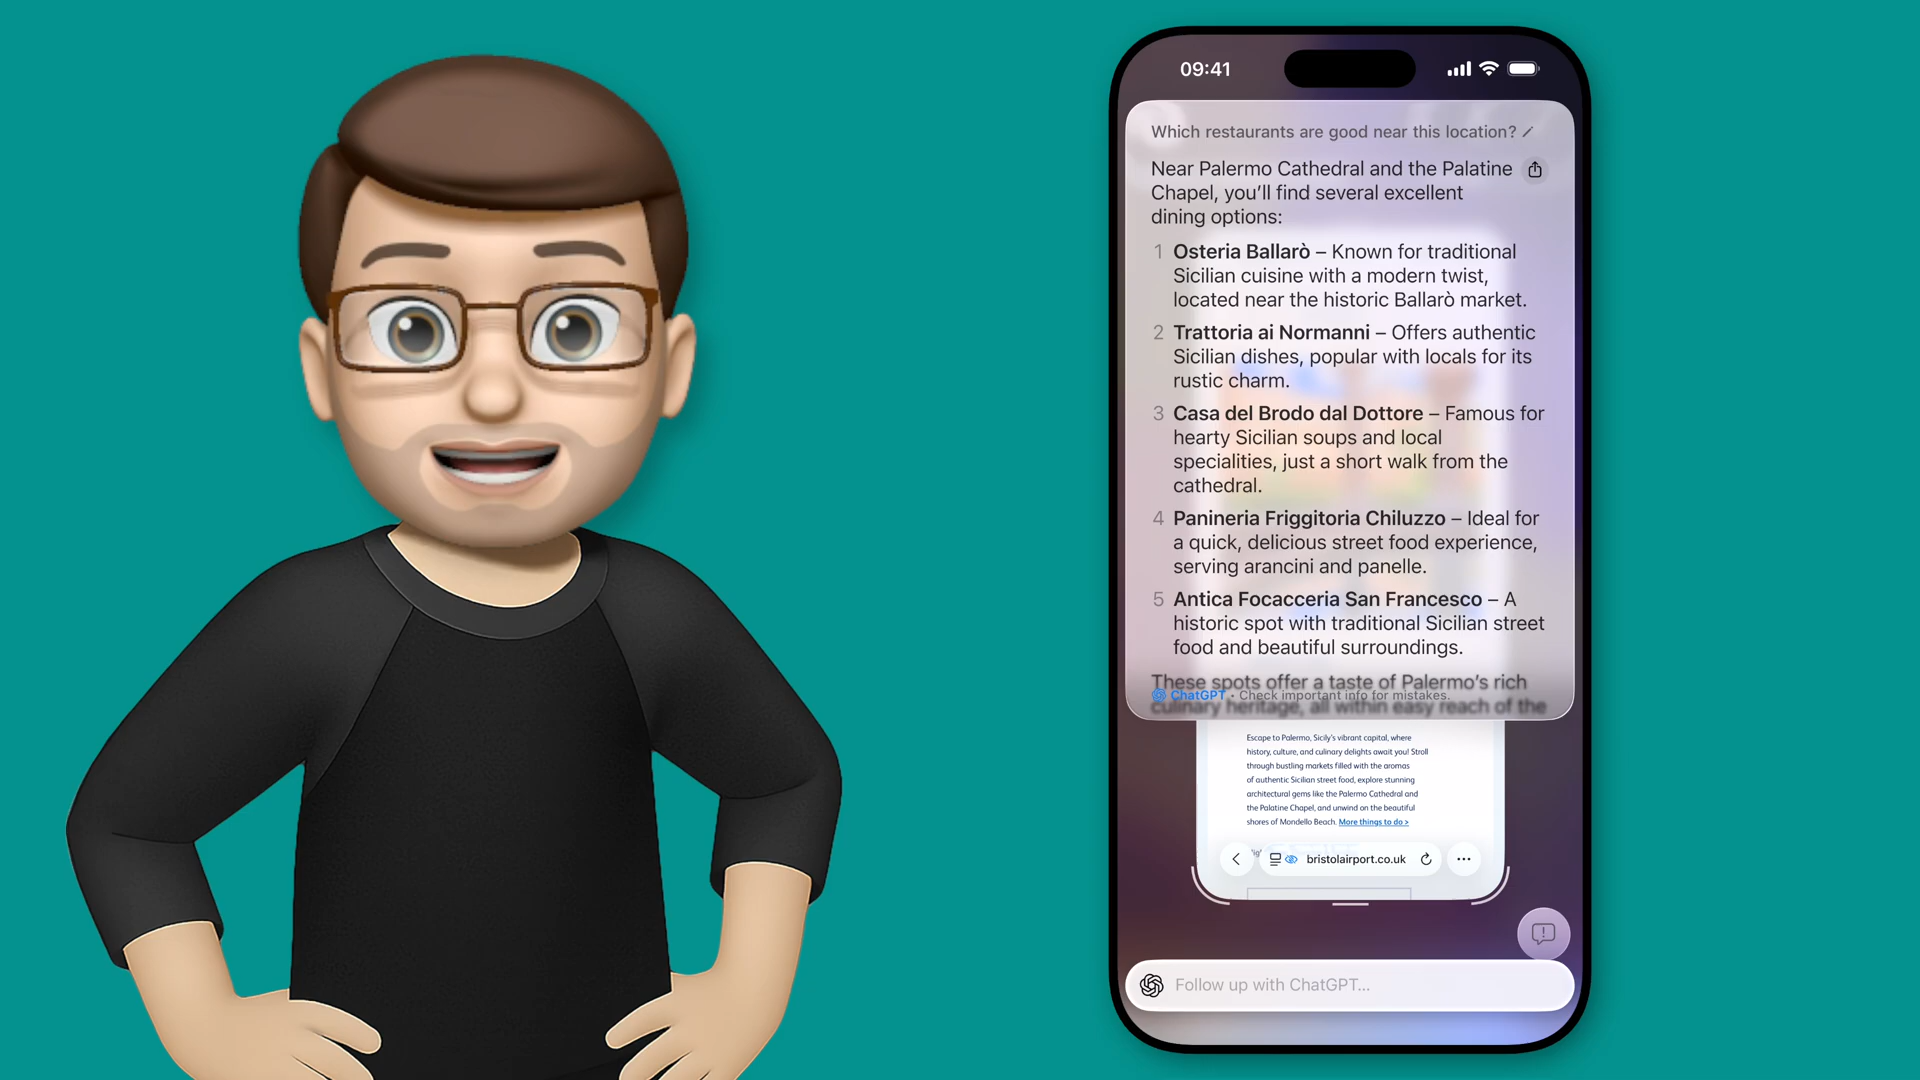 09:41
Which restaurants are good near this location?
Near Palermo Cathedral and the Palatine
Chapel, you'll find several excellent
dining options:
1 Osteria Ballarò – Known for traditional
Sicilian cuisine with a modern twist,
located near the historic Ballarò market.
2 Trattoria ai Normanni – Offers authentic
Sicilian dishes, popular with locals for its
rustic charm.
3 Casa del Brodo dal Dottore – Famous for
hearty Sicilian soups and local
specialities, just a short walk from the
cathedral.
4 Panineria Friggitoria Chiluzzo – Ideal for
a quick, delicious street food experience,
serving arancini and panelle.
5 Antica Focacceria San Francesco – A
historic spot with traditional Sicilian street
food and beautiful surroundings.
These spots offer a taste of Palermo's rich
ChatGPT • Check important info for mistakes.
culinary heritage, all within easy reach of the
Escape to Palermo, Sicily's vibrant capital, where
history, culture, and culinary delights await you! Stroll
through bustling markets filled with the aromas
of authentic Sicilian street food, explore stunning
architectural gems like the Palermo Cathedral and
the Palatine Chapel, and unwind on the beautiful
shores of Mondello Beach. More things to do >
bristolairport.co.uk
Follow up with ChatGPT...